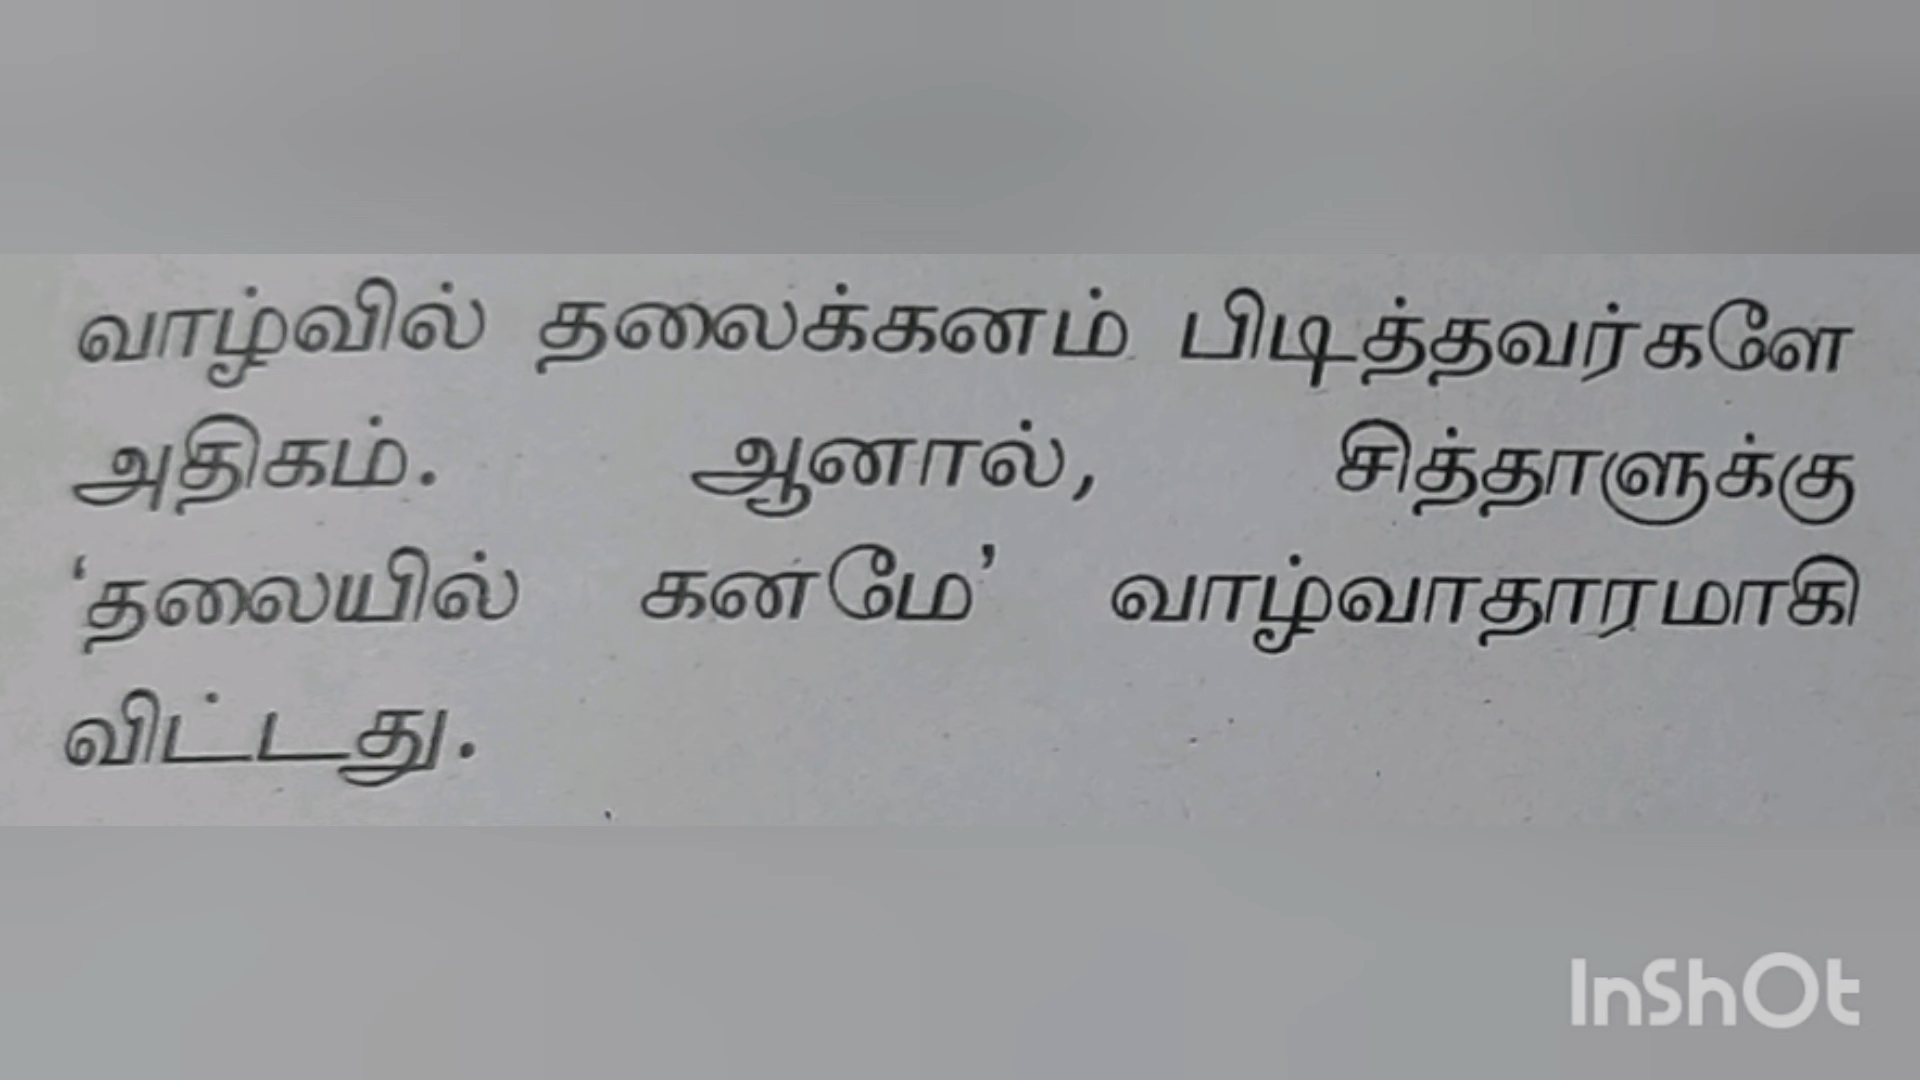 வாழ்வில் தலைக்கனம் பிடித்தவர்களே
அதிகம். ஆனால், சித்தாளுக்கு
‘தலையில் கனமே’ வாழ்வாதாரமாகி
விட்டது.
InShOt